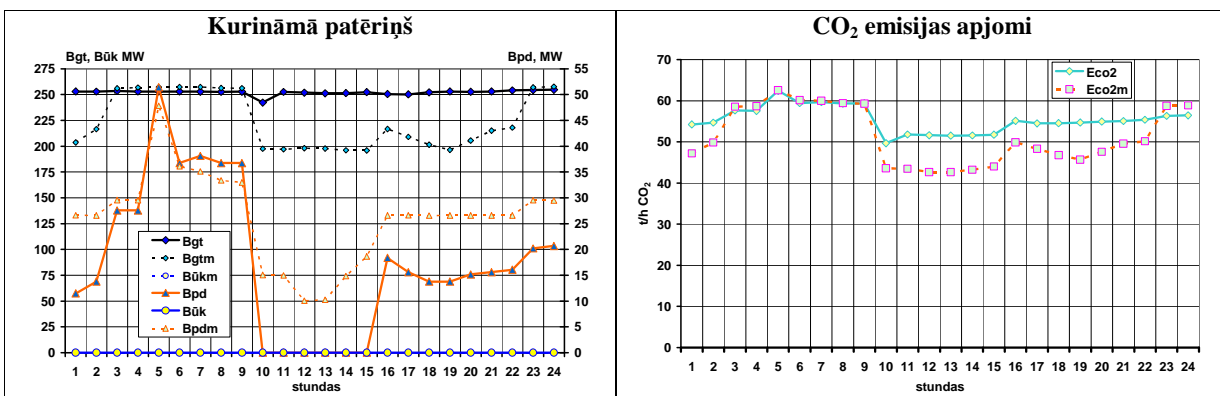 Kurināmā patēriņš
Bgt, Būk MW
Bpd, MW
275
250
225
200
175
150
125
100
75
50
25
0
55
50
45
40
35
30
25
20
15
10
5
0
Bgt
Bgtm
Būkm
Bpd
Būk
Bpdm
1 2 3 4 5 6 7 8 9 10 11 12 13 14 15 16 17 18 19 20 21 22 23 24
stundas
CO₂ emisijas apjomi
t/h CO₂
70
60
50
40
30
20
10
0
Eco2
Eco2m
1 2 3 4 5 6 7 8 9 10 11 12 13 14 15 16 17 18 19 20 21 22 23 24
stundas